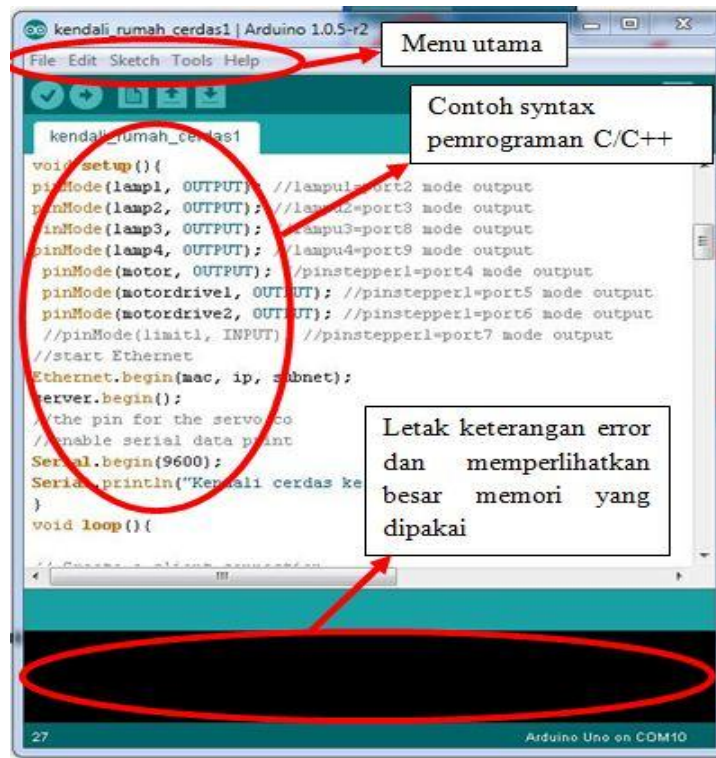 kendali_rumah_cerdas1 | Arduino 1.0.5-r2
Menu utama
File Edit Sketch Tools Help
Contoh syntax
pemrograman C/C++
kendali_rumah_cerdas1
void setup(){
pinMode(lamp1, OUTPUT); //lampu1=port2 mode output
pinMode(lamp2, OUTPUT); //lampu2=port3 mode output
pinMode(lamp3, OUTPUT); //lampu3=port8 mode output
pinMode(lamp4, OUTPUT); //lampu4=port9 mode output
pinMode(motor, OUTPUT); //pinstepper1=port4 mode output
pinMode(motordrive1, OUTPUT); //pinstepper1=port5 mode output
pinMode(motordrive2, OUTPUT); //pinstepper1=port6 mode output
//pinMode(limit1, INPUT) //pinstepper1=port7 mode output
//start Ethernet
Ethernet.begin(mac, ip, subnet);
server.begin();
//the pin for the servo co
//enable serial data print
Serial.begin(9600);
Serial.println("Kendali cerdas ke
}
void loop(){
Letak keterangan error
dan memperlihatkan
besar memori yang
dipakai
// Create a client connection
27
Arduino Uno on COM10